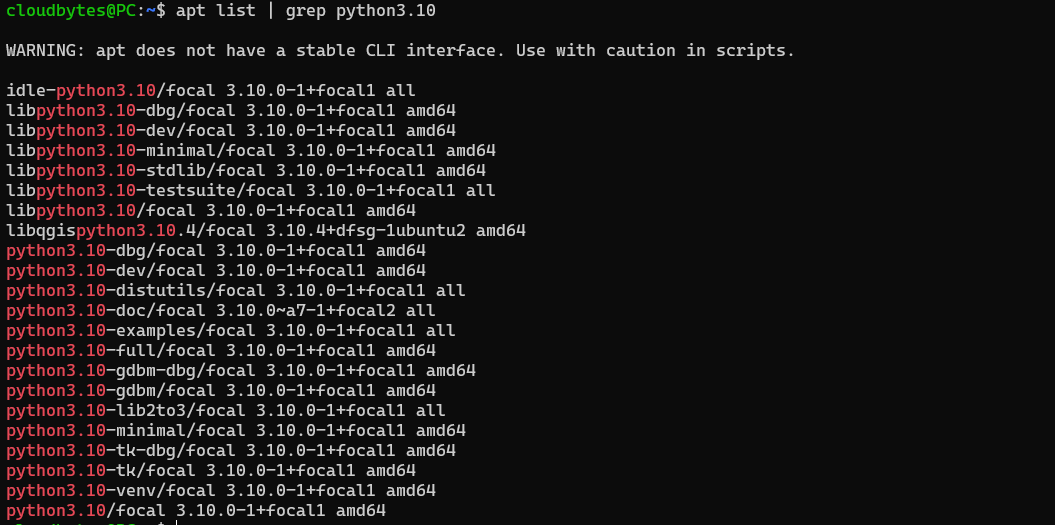 cloudbytes@PC:~$ apt list | grep python3.10
WARNING: apt does not have a stable CLI interface. Use with caution in scripts.
idle-python3.10/focal 3.10.0-1+focal1 all
libpython3.10-dbg/focal 3.10.0-1+focal1 amd64
libpython3.10-dev/focal 3.10.0-1+focal1 amd64
libpython3.10-minimal/focal 3.10.0-1+focal1 amd64
libpython3.10-stdlib/focal 3.10.0-1+focal1 amd64
libpython3.10-testsuite/focal 3.10.0-1+focal1 all
libpython3.10/focal 3.10.0-1+focal1 amd64
libqgispython3.10.4/focal 3.10.4+dfsg-1ubuntu2 amd64
python3.10-dbg/focal 3.10.0-1+focal1 amd64
python3.10-dev/focal 3.10.0-1+focal1 amd64
python3.10-distutils/focal 3.10.0-1+focal1 all
python3.10-doc/focal 3.10.0~a7-1+focal2 all
python3.10-examples/focal 3.10.0-1+focal1 all
python3.10-full/focal 3.10.0-1+focal1 amd64
python3.10-gdbm-dbg/focal 3.10.0-1+focal1 amd64
python3.10-gdbm/focal 3.10.0-1+focal1 amd64
python3.10-lib2to3/focal 3.10.0-1+focal1 all
python3.10-minimal/focal 3.10.0-1+focal1 amd64
python3.10-tk-dbg/focal 3.10.0-1+focal1 amd64
python3.10-tk/focal 3.10.0-1+focal1 amd64
python3.10-venv/focal 3.10.0-1+focal1 amd64
python3.10/focal 3.10.0-1+focal1 amd64